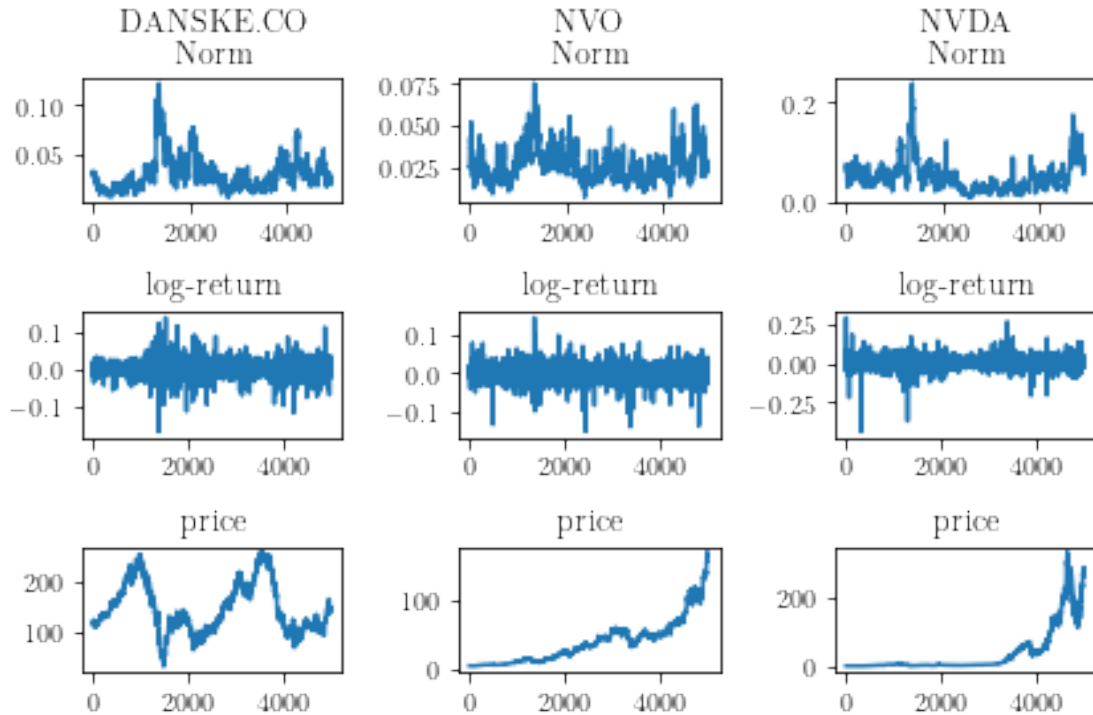 DANSKE.CO NVO NVDA
Norm Norm Norm
0.10 0.075 0.2
0.05 0.050 0.0
0.025
0 2000 4000 0 2000 4000 0 2000 4000
log-return log-return log-return
0.1 0.1 0.25
0.0 0.0 0.00
−0.1 −0.1 −0.25
0 2000 4000 0 2000 4000 0 2000 4000
price price price
200 100 200
100 0 0
0 2000 4000 0 2000 4000 0 2000 4000